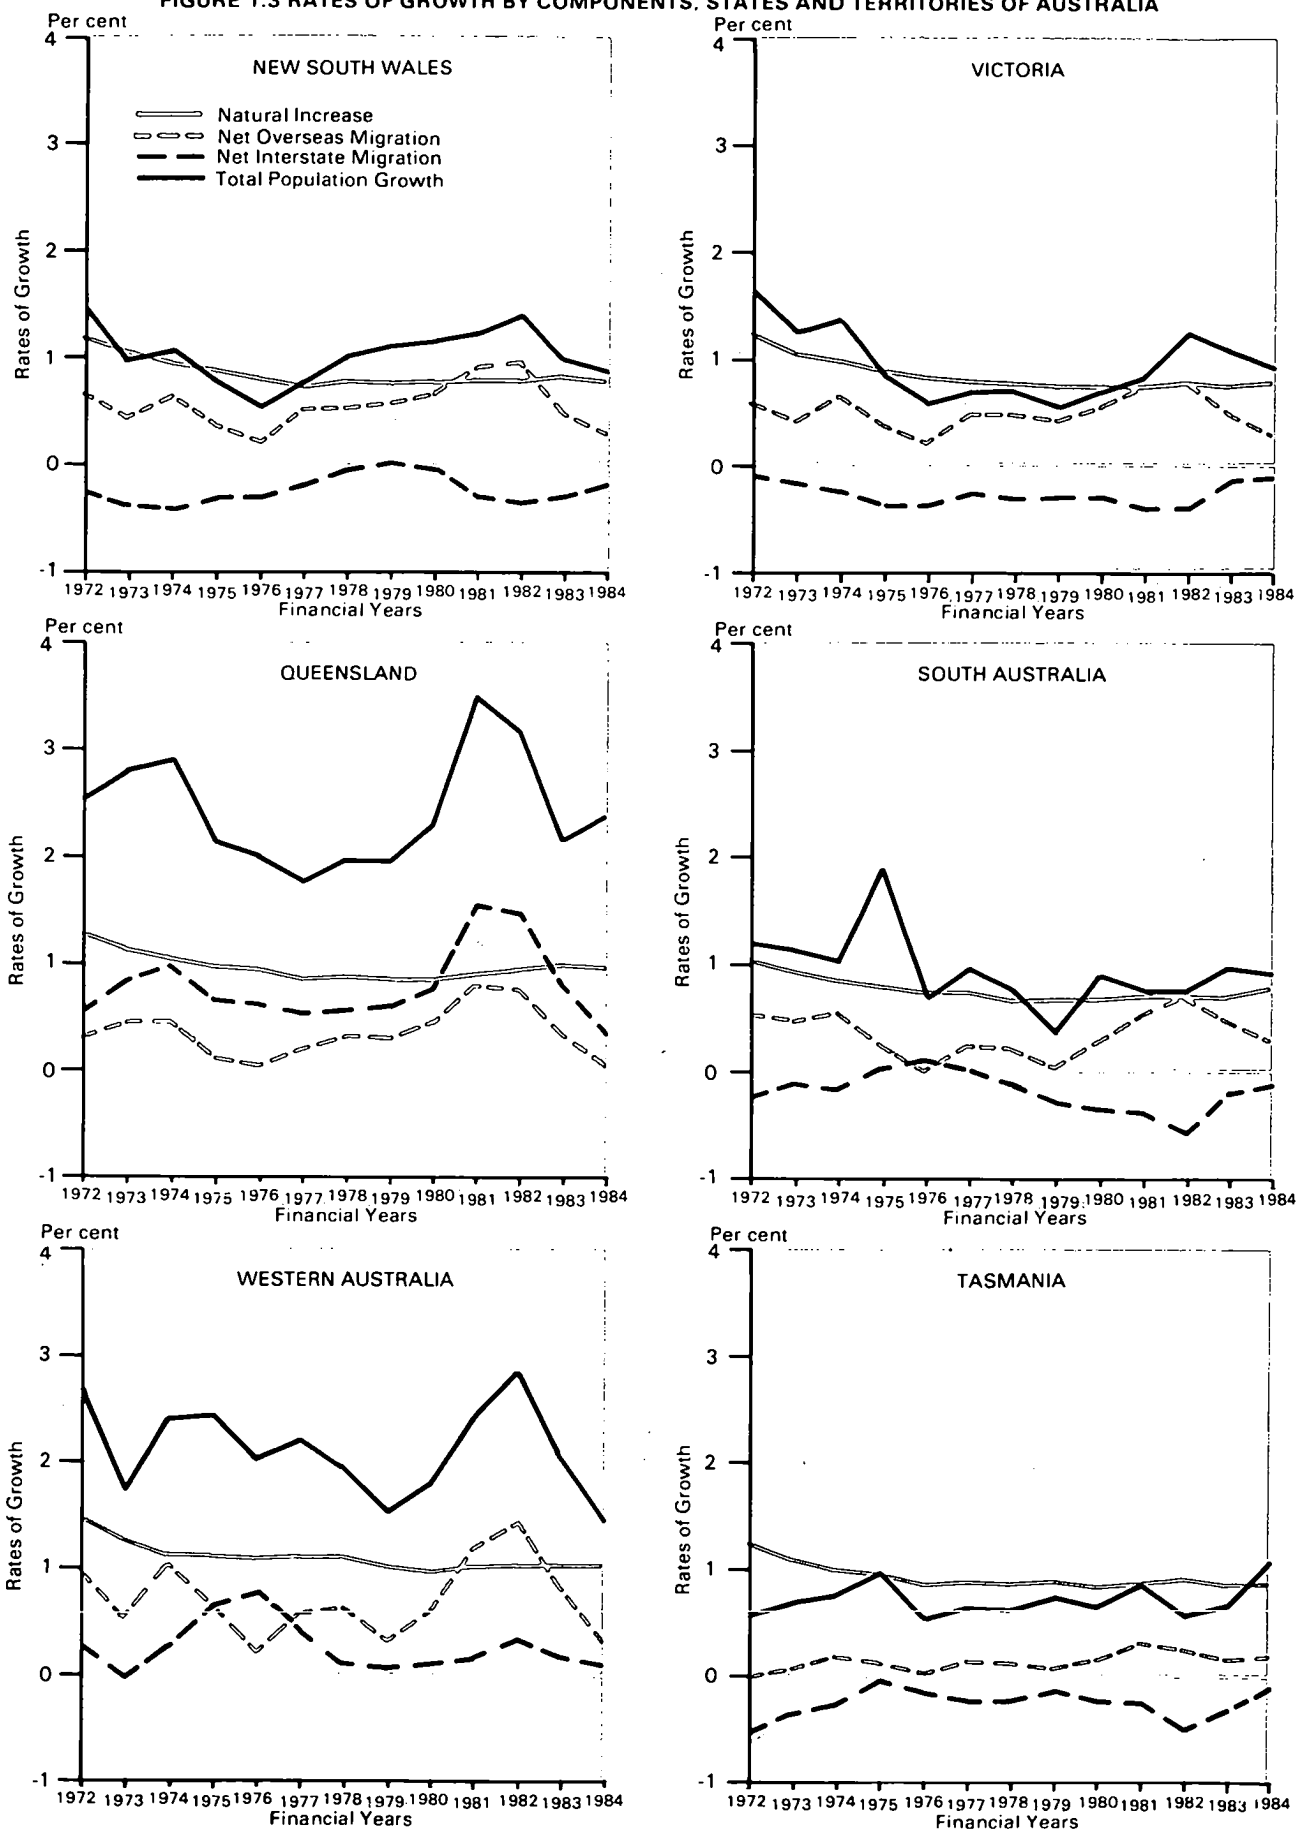 FIGURE 1.3 RATES OF GROWTH BY COMPONENTS, STATES AND TERRITORIES OF AUSTRALIA
Per cent
NEW SOUTH WALES
Natural Increase
Net Overseas Migration
Net Interstate Migration
Total Population Growth
Rates of Growth
4
3
2
1
0
-1
1972 1973 1974 1975 1976 1977 1978 1979 1980 1981 1982 1983 1984
Financial Years
Per cent
VICTORIA
Rates of Growth
4
3
2
1
0
-1
1972 1973 1974 1975 1976 1977 1978 1979 1980 1981 1982 1983 1984
Financial Years
Per cent
QUEENSLAND
Rates of Growth
4
3
2
1
0
-1
1972 1973 1974 1975 1976 1977 1978 1979 1980 1981 1982 1983 1984
Financial Years
Per cent
SOUTH AUSTRALIA
Rates of Growth
4
3
2
1
0
-1
1972 1973 1974 1975 1976 1977 1978 1979 1980 1981 1982 1983 1984
Financial Years
Per cent
WESTERN AUSTRALIA
Rates of Growth
4
3
2
1
0
-1
1972 1973 1974 1975 1976 1977 1978 1979 1980 1981 1982 1983 1984
Financial Years
Per cent
TASMANIA
Rates of Growth
4
3
2
1
0
-1
1972 1973 1974 1975 1976 1977 1978 1979 1980 1981 1982 1983 1984
Financial Years